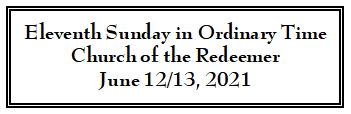 Eleventh Sunday in Ordinary Time
Church of the Redeemer
June 12/13, 2021